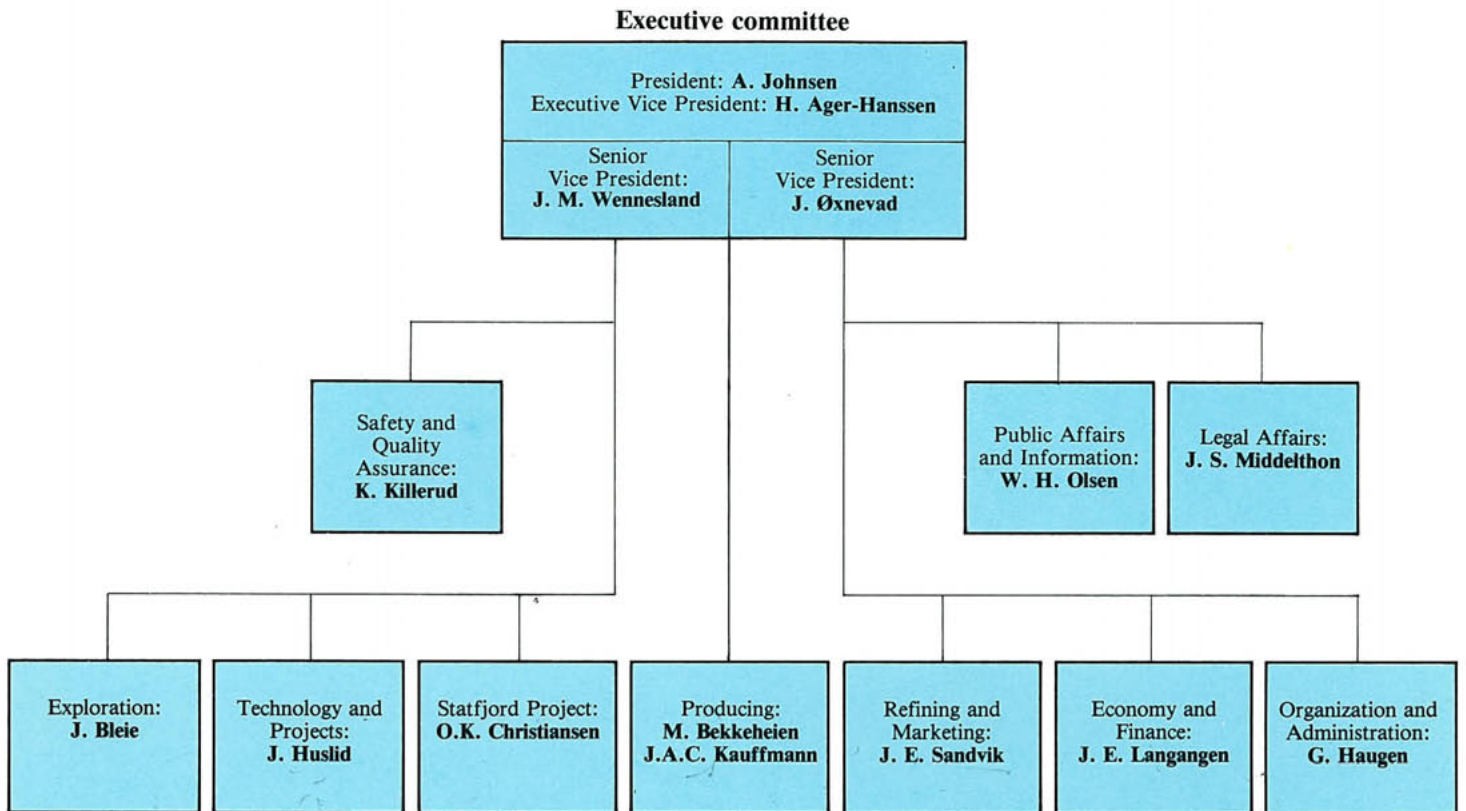 Executive committee
President: A. Johnsen
Executive Vice President: H. Ager-Hanssen
Senior
Vice President:
J. M. Wennesland
Senior
Vice President:
J. Øxnevad
Safety and
Quality
Assurance:
K. Killerud
Public Affairs
and Information:
W. H. Olsen
Legal Affairs:
J. S. Middelthon
Exploration:
J. Bleie
Technology and
Projects:
J. Huslid
Statfjord Project:
O.K. Christiansen
Producing:
M. Bekkeheien
J.A.C. Kauffmann
Refining and
Marketing:
J. E. Sandvik
Economy and
Finance:
J. E. Langangen
Organization and
Administration:
G. Haugen